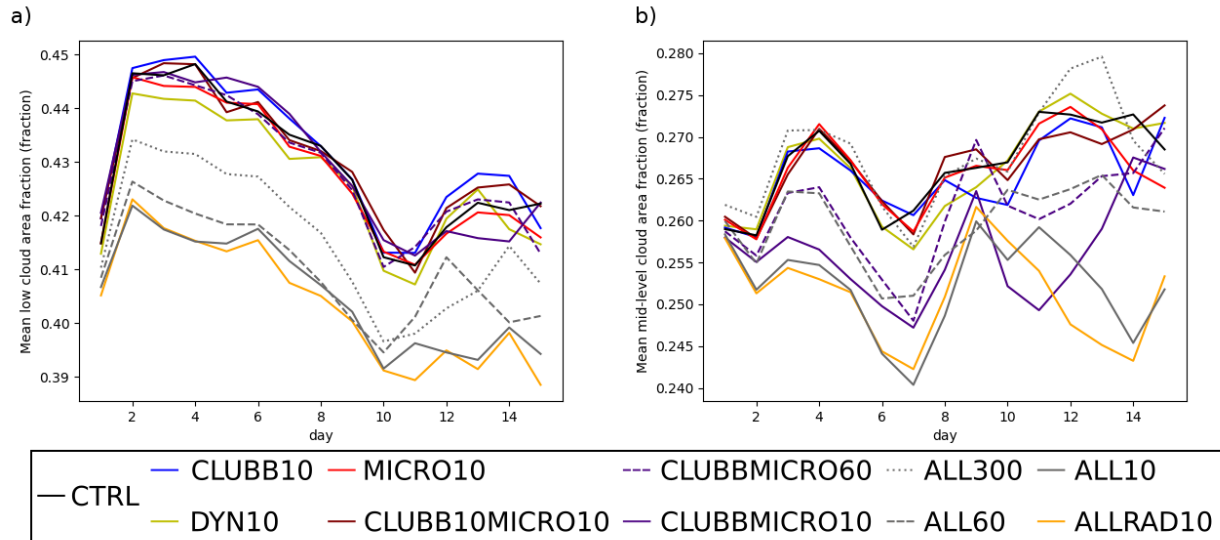 a)
b)
Mean low cloud area fraction (fraction)
0.45
0.44
0.43
0.42
0.41
0.40
0.39
2 4 6 8 10 12 14
day
Mean mid-level cloud area fraction (fraction)
0.280
0.275
0.270
0.265
0.260
0.255
0.250
0.245
0.240
2 4 6 8 10 12 14
day
CTRL
CLUBB10 MICRO10 CLUBBMICRO60 ALL300 ALL10
DYN10 CLUBB10MICRO10 CLUBBMICRO10 ALL60 ALLRAD10